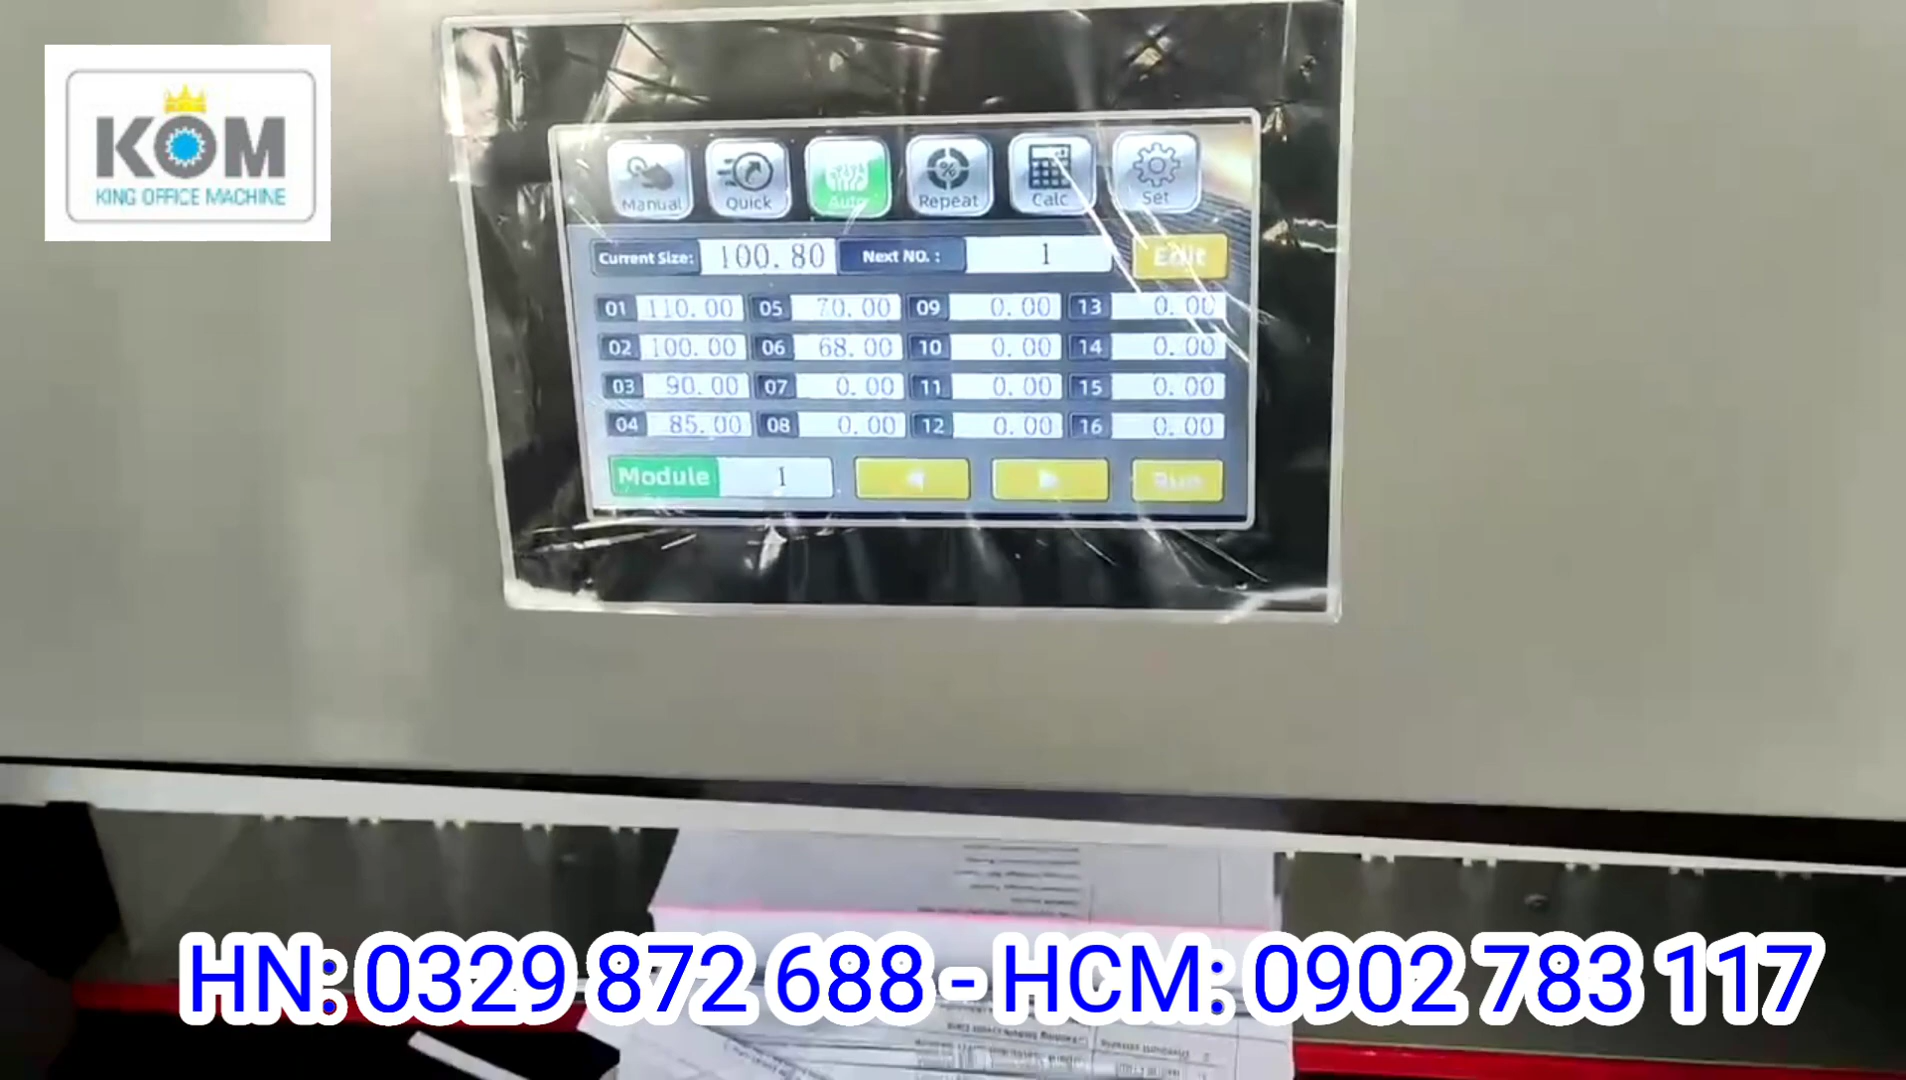 KOM
KING OFFICE MACHINE
Manual Quick Auto Repeat Calc Set
Current Size: 100.80 Next NO. : 1 Edit
01 110.00 05 70.00 09 0.00 13 0.00
02 100.00 06 68.00 10 0.00 14 0.00
03 90.00 07 0.00 11 0.00 15 0.00
04 85.00 08 0.00 12 0.00 16 0.00
Module 1 Run
HN: 0329 872 688 - HCM: 0902 783 117